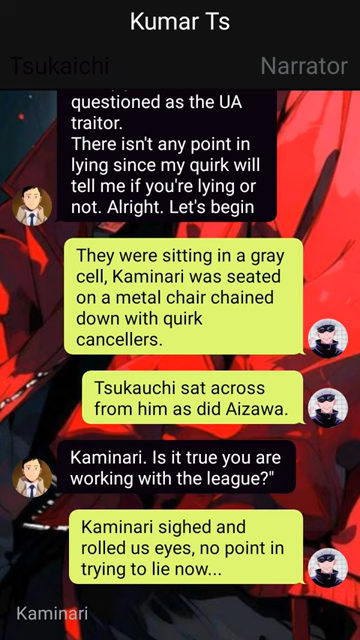 Kumar Ts
Tsukaichi
Narrator
questioned as the UA
traitor.
There isn't any point in
lying since my quirk will
tell me if you're lying or
not. Alright. Let's begin
They were sitting in a gray
cell, Kaminari was seated
on a metal chair chained
down with quirk
cancellers.
Tsukauchi sat across
from him as did Aizawa.
Kaminari. Is it true you are
working with the league?"
Kaminari sighed and
rolled us eyes, no point in
trying to lie now...
Kaminari